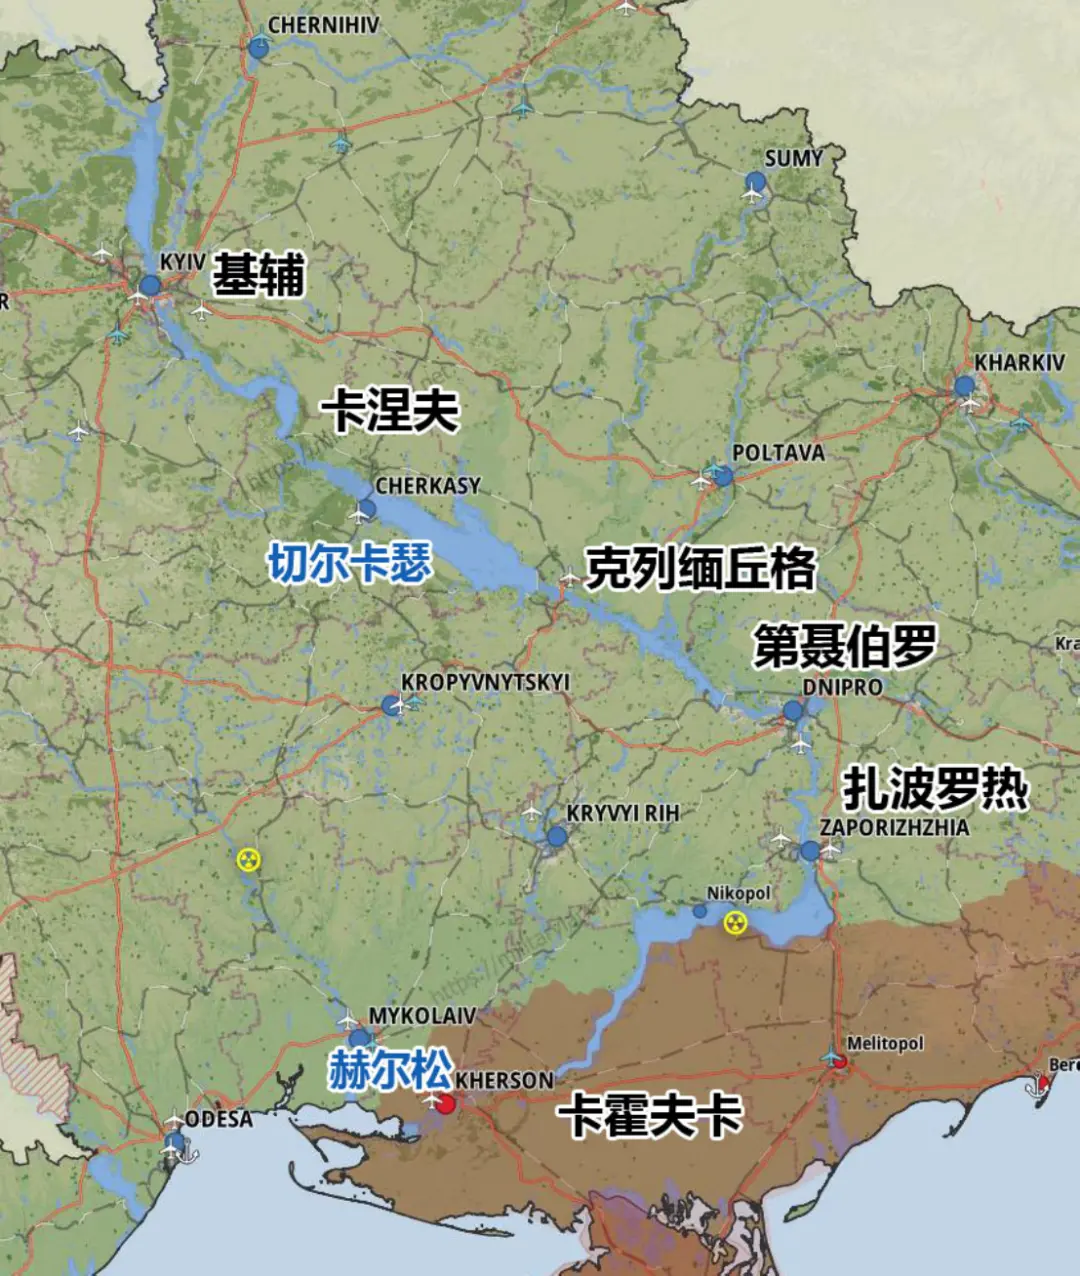 CHERNIHIV
SUMY
KYIV
基辅
R
KHARKIV
卡涅夫
POLTAVA
CHERKASY
切尔卡瑟
克列缅丘格
第聂伯罗
Kra
KROPYVNYTSKYI
DNIPRO
扎波罗热
KRYVYI RIH
ZAPORIZHZHIA
Nikopol
MYKOLAIV
Melitopol
赫尔松
KHERSON
Ber
卡霍夫卡
ODESA